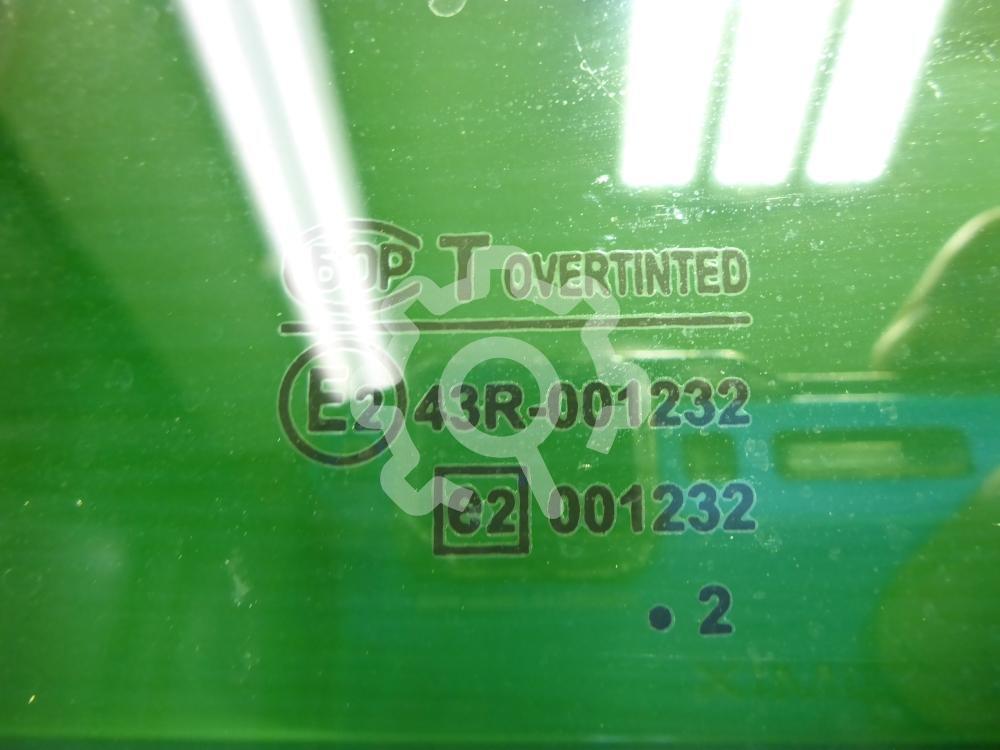 T OVERTINTED
E2 43R-001232
e2 001232
. 2